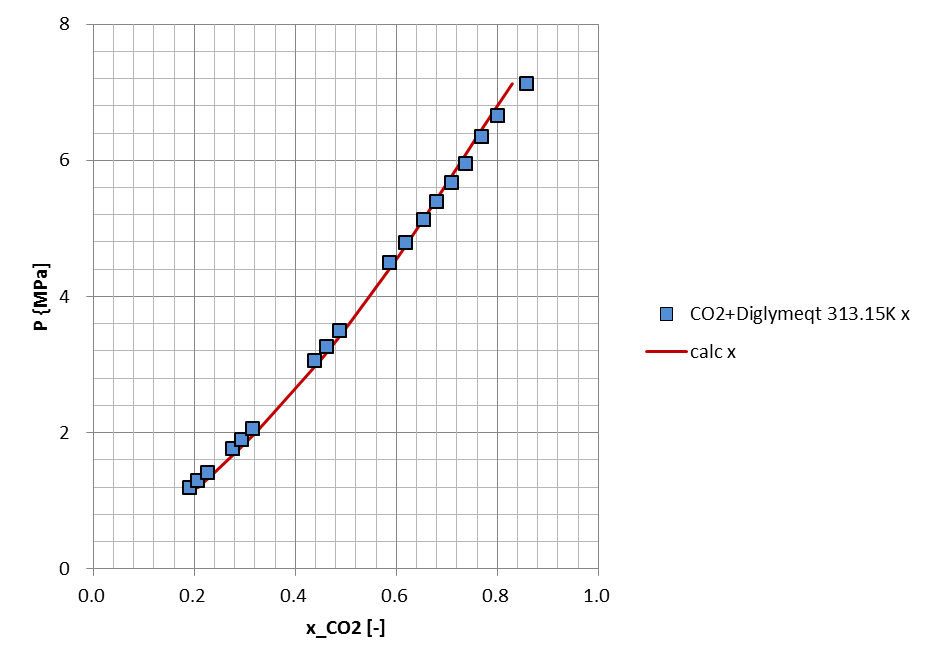 8
6
4
2
0
0.0 0.2 0.4 0.6 0.8 1.0
P {MPa]
x_CO2 [-]
CO2+Diglymeqt 313.15K x
calc x